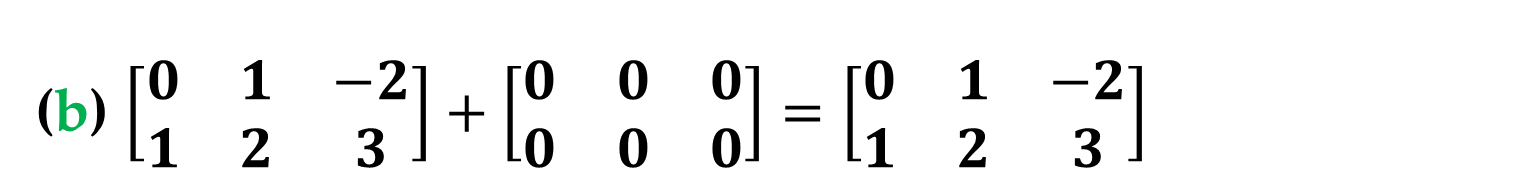 (b) [0 1 −2] + [0 0 0] = [0 1 −2]
[1 2 3] [0 0 0] [1 2 3]